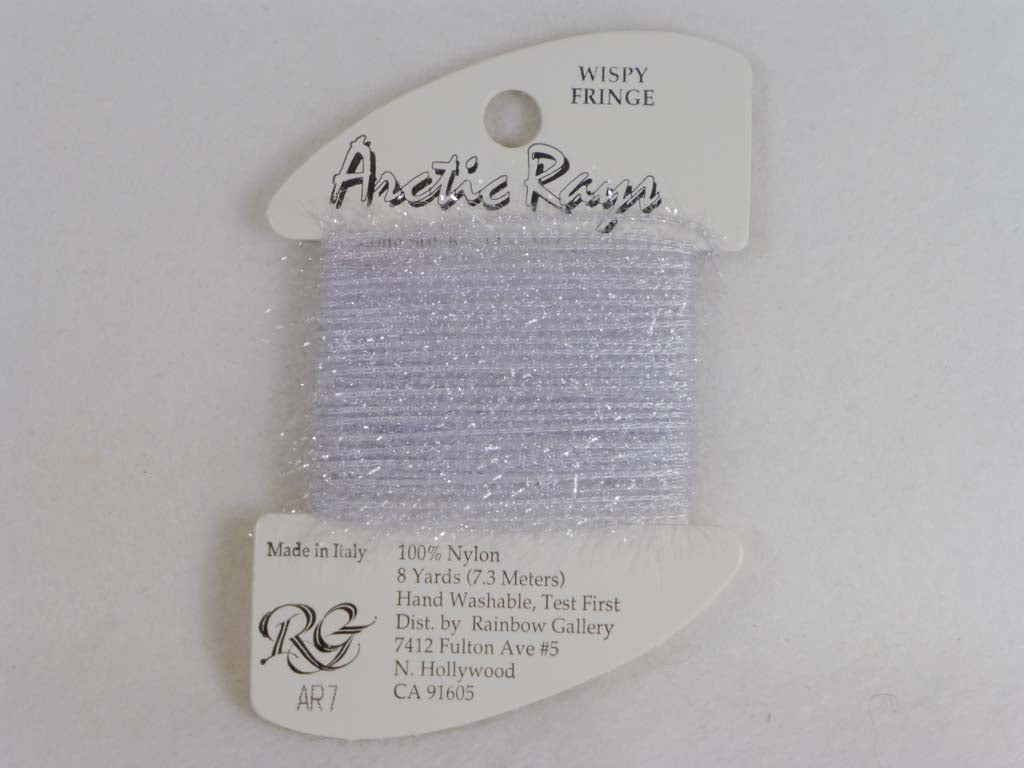 WISPY
FRINGE
Arctic Rays
Made in Italy
100% Nylon
8 Yards (7.3 Meters)
Hand Washable, Test First
Dist. by Rainbow Gallery
7412 Fulton Ave #5
N. Hollywood
CA 91605
RG
AR7